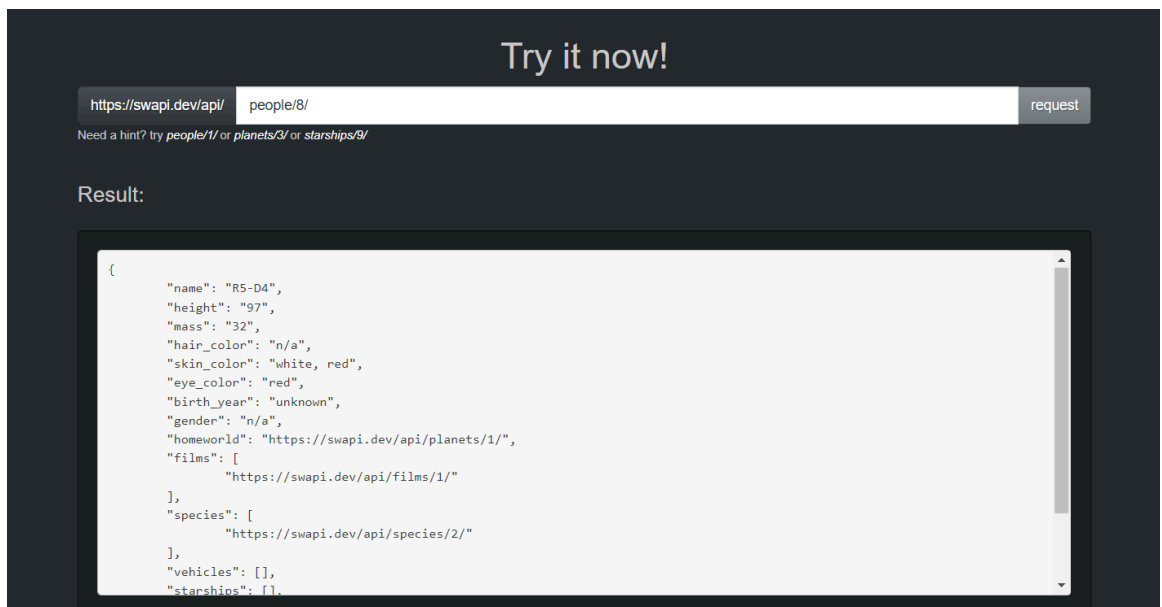 Try it now!
https://swapi.dev/api/ people/8/ request
Need a hint? try people/1/ or planets/3/ or starships/9/
Result:
{
        "name": "R5-D4",
        "height": "97",
        "mass": "32",
        "hair_color": "n/a",
        "skin_color": "white, red",
        "eye_color": "red",
        "birth_year": "unknown",
        "gender": "n/a",
        "homeworld": "https://swapi.dev/api/planets/1/",
        "films": [
                "https://swapi.dev/api/films/1/"
        ],
        "species": [
                "https://swapi.dev/api/species/2/"
        ],
        "vehicles": [],
        "starships": [],